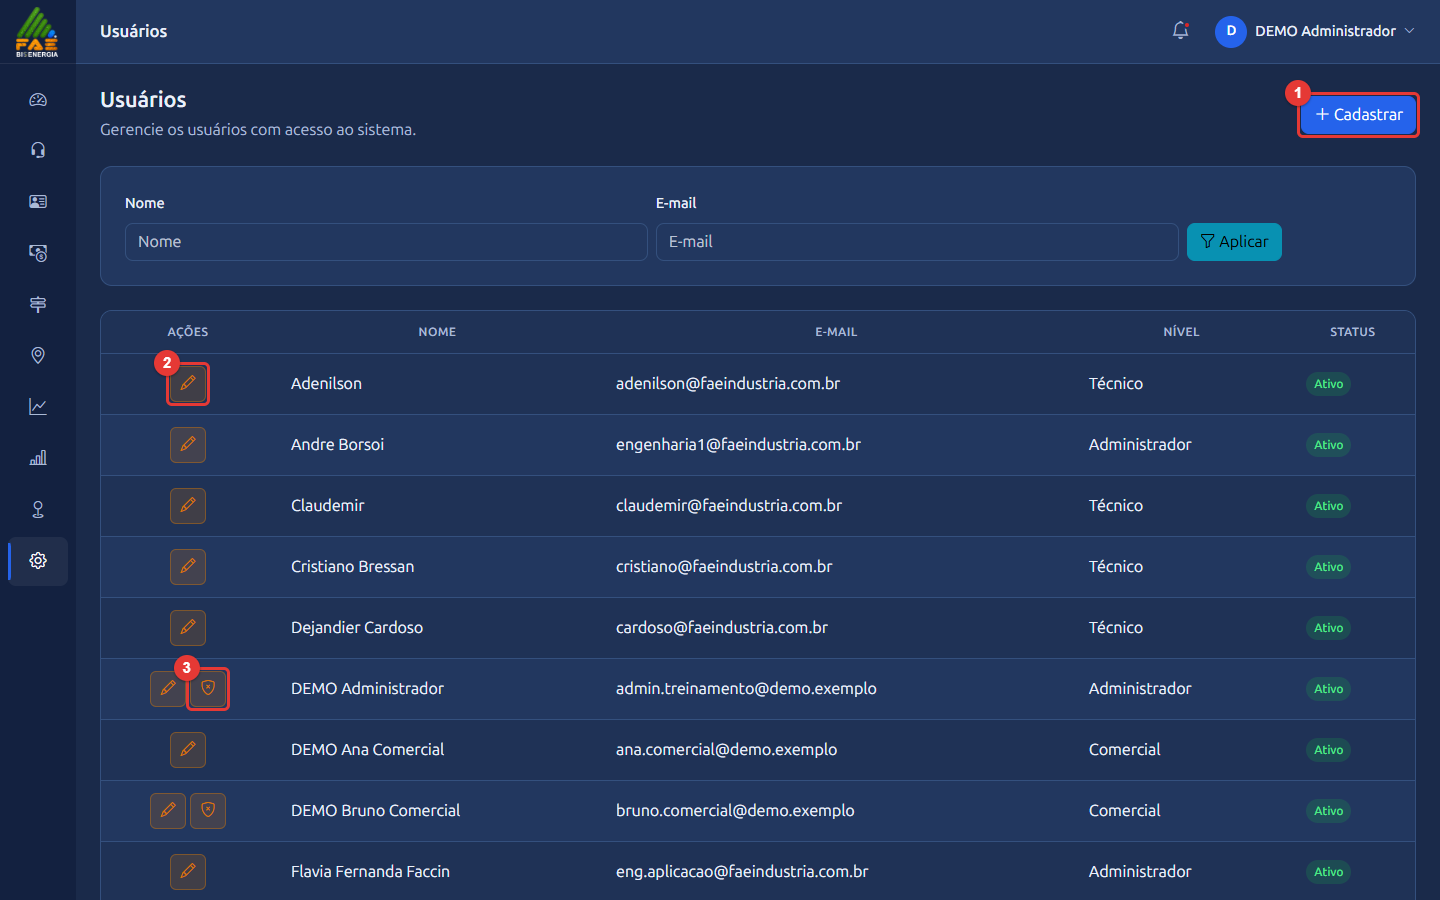 FAE
BIOENERGIA
Usuários
D
DEMO Administrador
Usuários
Gerencie os usuários com acesso ao sistema.
1
Cadastrar
Nome
E-mail
Nome
E-mail
Aplicar
AÇÕES NOME E-MAIL NÍVEL STATUS
2
Adenilson adenilson@faeindustria.com.br Técnico Ativo
Andre Borsoi engenharia1@faeindustria.com.br Administrador Ativo
Claudemir claudemir@faeindustria.com.br Técnico Ativo
Cristiano Bressan cristiano@faeindustria.com.br Técnico Ativo
Dejandier Cardoso cardoso@faeindustria.com.br Técnico Ativo
3
DEMO Administrador admin.treinamento@demo.exemplo Administrador Ativo
DEMO Ana Comercial ana.comercial@demo.exemplo Comercial Ativo
DEMO Bruno Comercial bruno.comercial@demo.exemplo Comercial Ativo
Flavia Fernanda Faccin eng.aplicacao@faeindustria.com.br Administrador Ativo